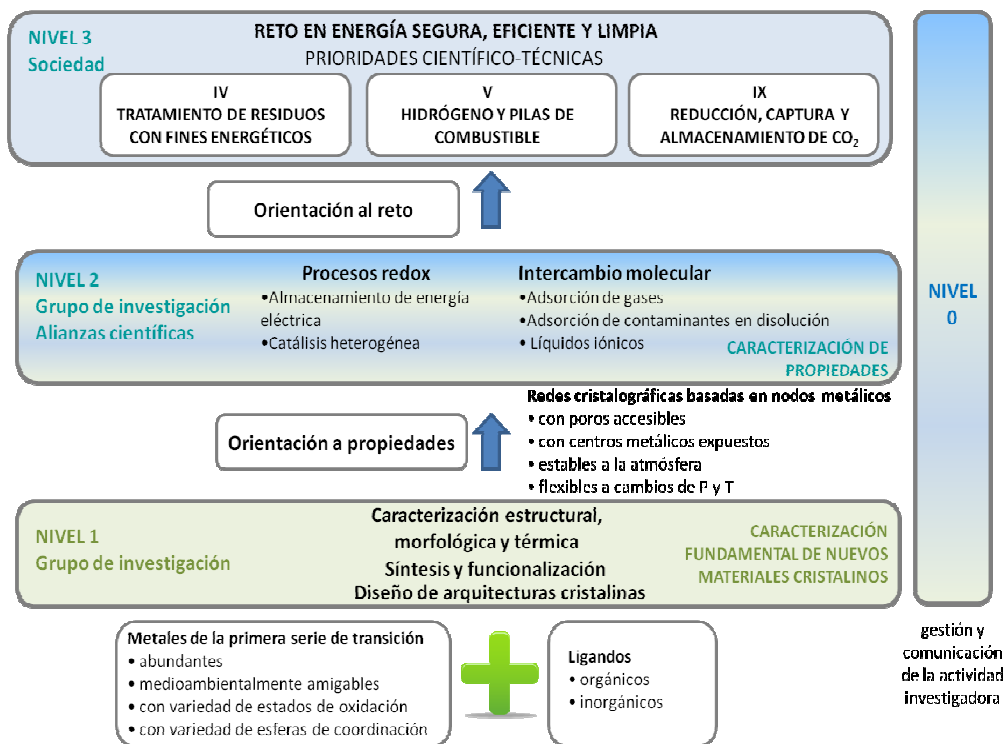 NIVEL 3
Sociedad
RETO EN ENERGÍA SEGURA, EFICIENTE Y LIMPIA
PRIORIDADES CIENTÍFICO-TÉCNICAS
IV
TRATAMIENTO DE RESIDUOS
CON FINES ENERGÉTICOS
V
HIDRÓGENO Y PILAS DE
COMBUSTIBLE
IX
REDUCCIÓN, CAPTURA Y
ALMACENAMIENTO DE CO₂
Orientación al reto
NIVEL 2
Grupo de investigación
Alianzas científicas
Procesos redox
•Almacenamiento de energía
eléctrica
•Catálisis heterogénea
Intercambio molecular
•Adsorción de gases
•Adsorción de contaminantes en disolución
• Líquidos iónicos
CARACTERIZACIÓN DE
PROPIEDADES
Orientación a propiedades
Redes cristalográficas basadas en nodos metálicos
• con poros accesibles
• con centros metálicos expuestos
• estables a la atmósfera
• flexibles a cambios de P y T
NIVEL 1
Grupo de investigación
Caracterización estructural,
morfológica y térmica
Síntesis y funcionalización
Diseño de arquitecturas cristalinas
CARACTERIZACIÓN
FUNDAMENTAL DE NUEVOS
MATERIALES CRISTALINOS
Metales de la primera serie de transición
• abundantes
• medioambientalmente amigables
• con variedad de estados de oxidación
• con variedad de esferas de coordinación
Ligandos
• orgánicos
• inorgánicos
NIVEL
0
gestión y
comunicación
de la actividad
investigadora